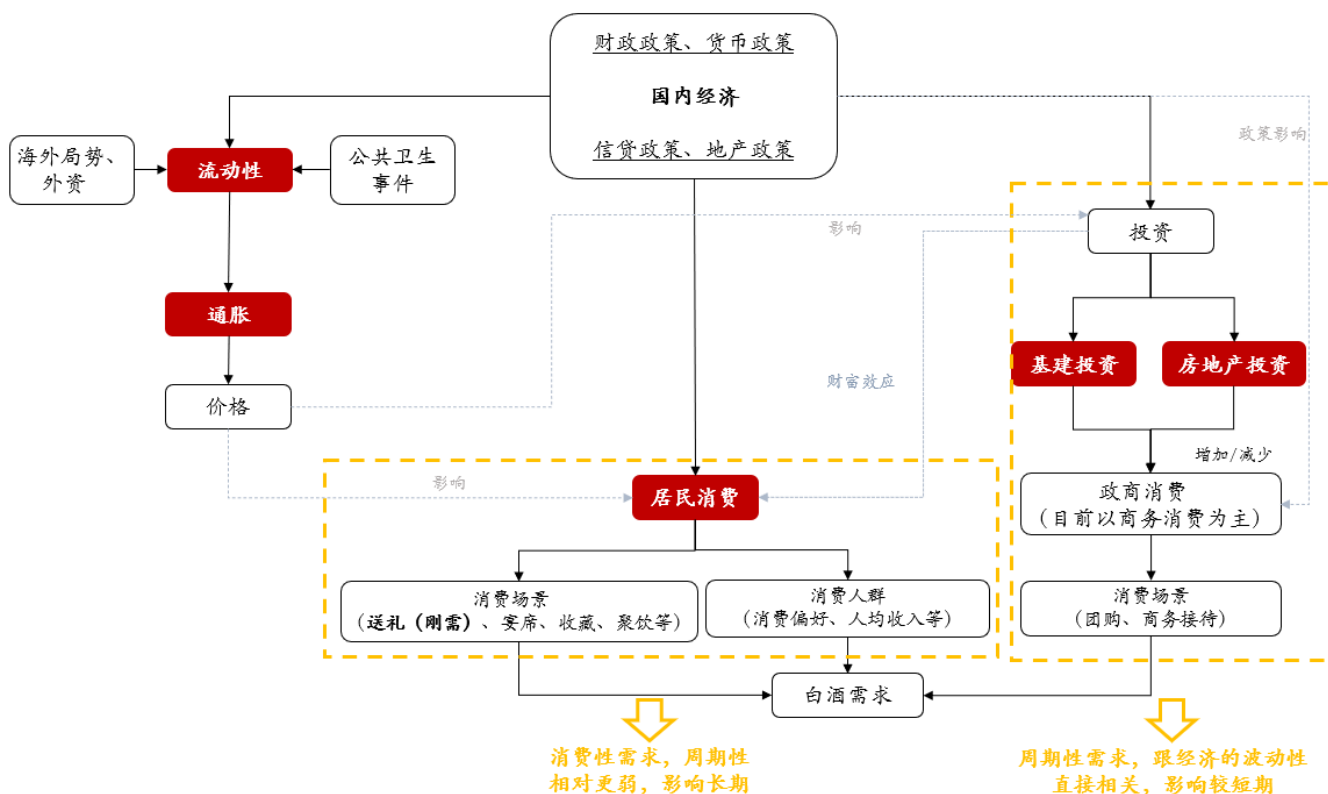 财政政策、货币政策
国内经济
信贷政策、地产政策
海外局势、
外资
流动性
公共卫生
事件
政策影响
影响
投资
通胀
基建投资
房地产投资
财富效应
价格
增加/减少
影响
居民消费
政商消费
（目前以商务消费为主）
消费场景
（送礼（刚需）、宴席、收藏、聚饮等）
消费人群
（消费偏好、人均收入等）
消费场景
（团购、商务接待）
白酒需求
消费性需求，周期性
相对更弱，影响长期
周期性需求，跟经济的波动性
直接相关，影响较短期